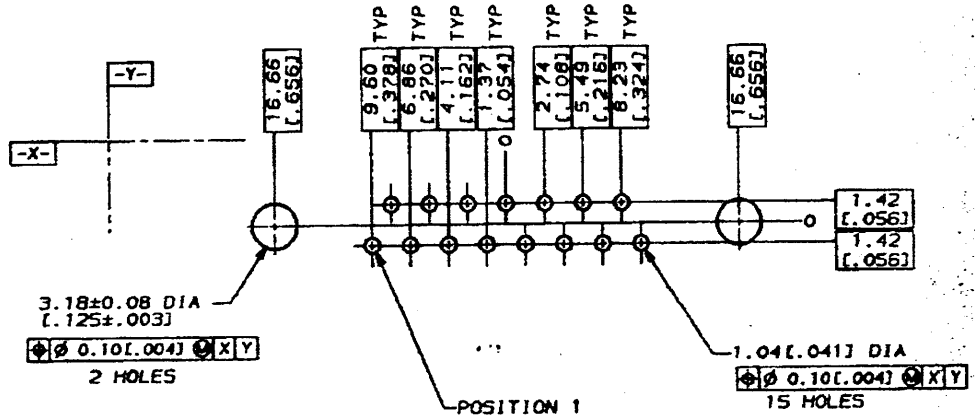 TYP TYP TYP TYP TYP TYP TYP
16.66
[.656]
9.60
[.378]
6.86
[.270]
4.11
[.162]
1.37
[.054]
2.74
[.108]
5.49
[.216]
8.23
[.324]
16.66
[.656]
-Y-
-X-
0
0
1.42
[.056]
1.42
[.056]
3.18±0.08 DIA
[.125±.003]
⌖ Ø 0.10[.004] Ⓜ X Y
2 HOLES
1.04[.041] DIA
⌖ Ø 0.10[.004] Ⓜ X Y
15 HOLES
POSITION 1